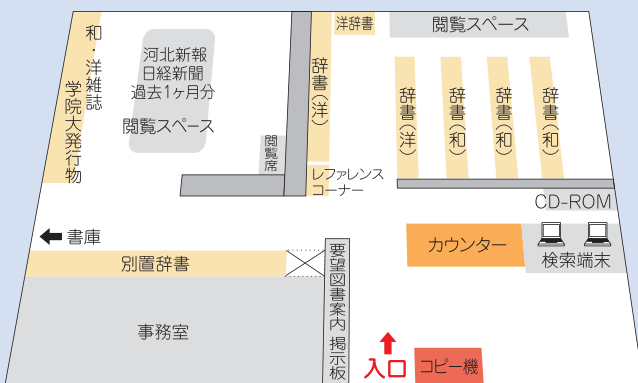 和・洋雑誌
学院大発行物
河北新報
日経新聞
過去1ヶ月分
閲覧スペース
閲覧席
辞書(洋)
洋辞書
閲覧スペース
辞書(洋)
辞書(和)
辞書(和)
辞書(和)
レファレンス
コーナー
CD-ROM
書庫
カウンター
検索端末
別置辞書
要望図書案内 掲示板
事務室
入口
コピー機